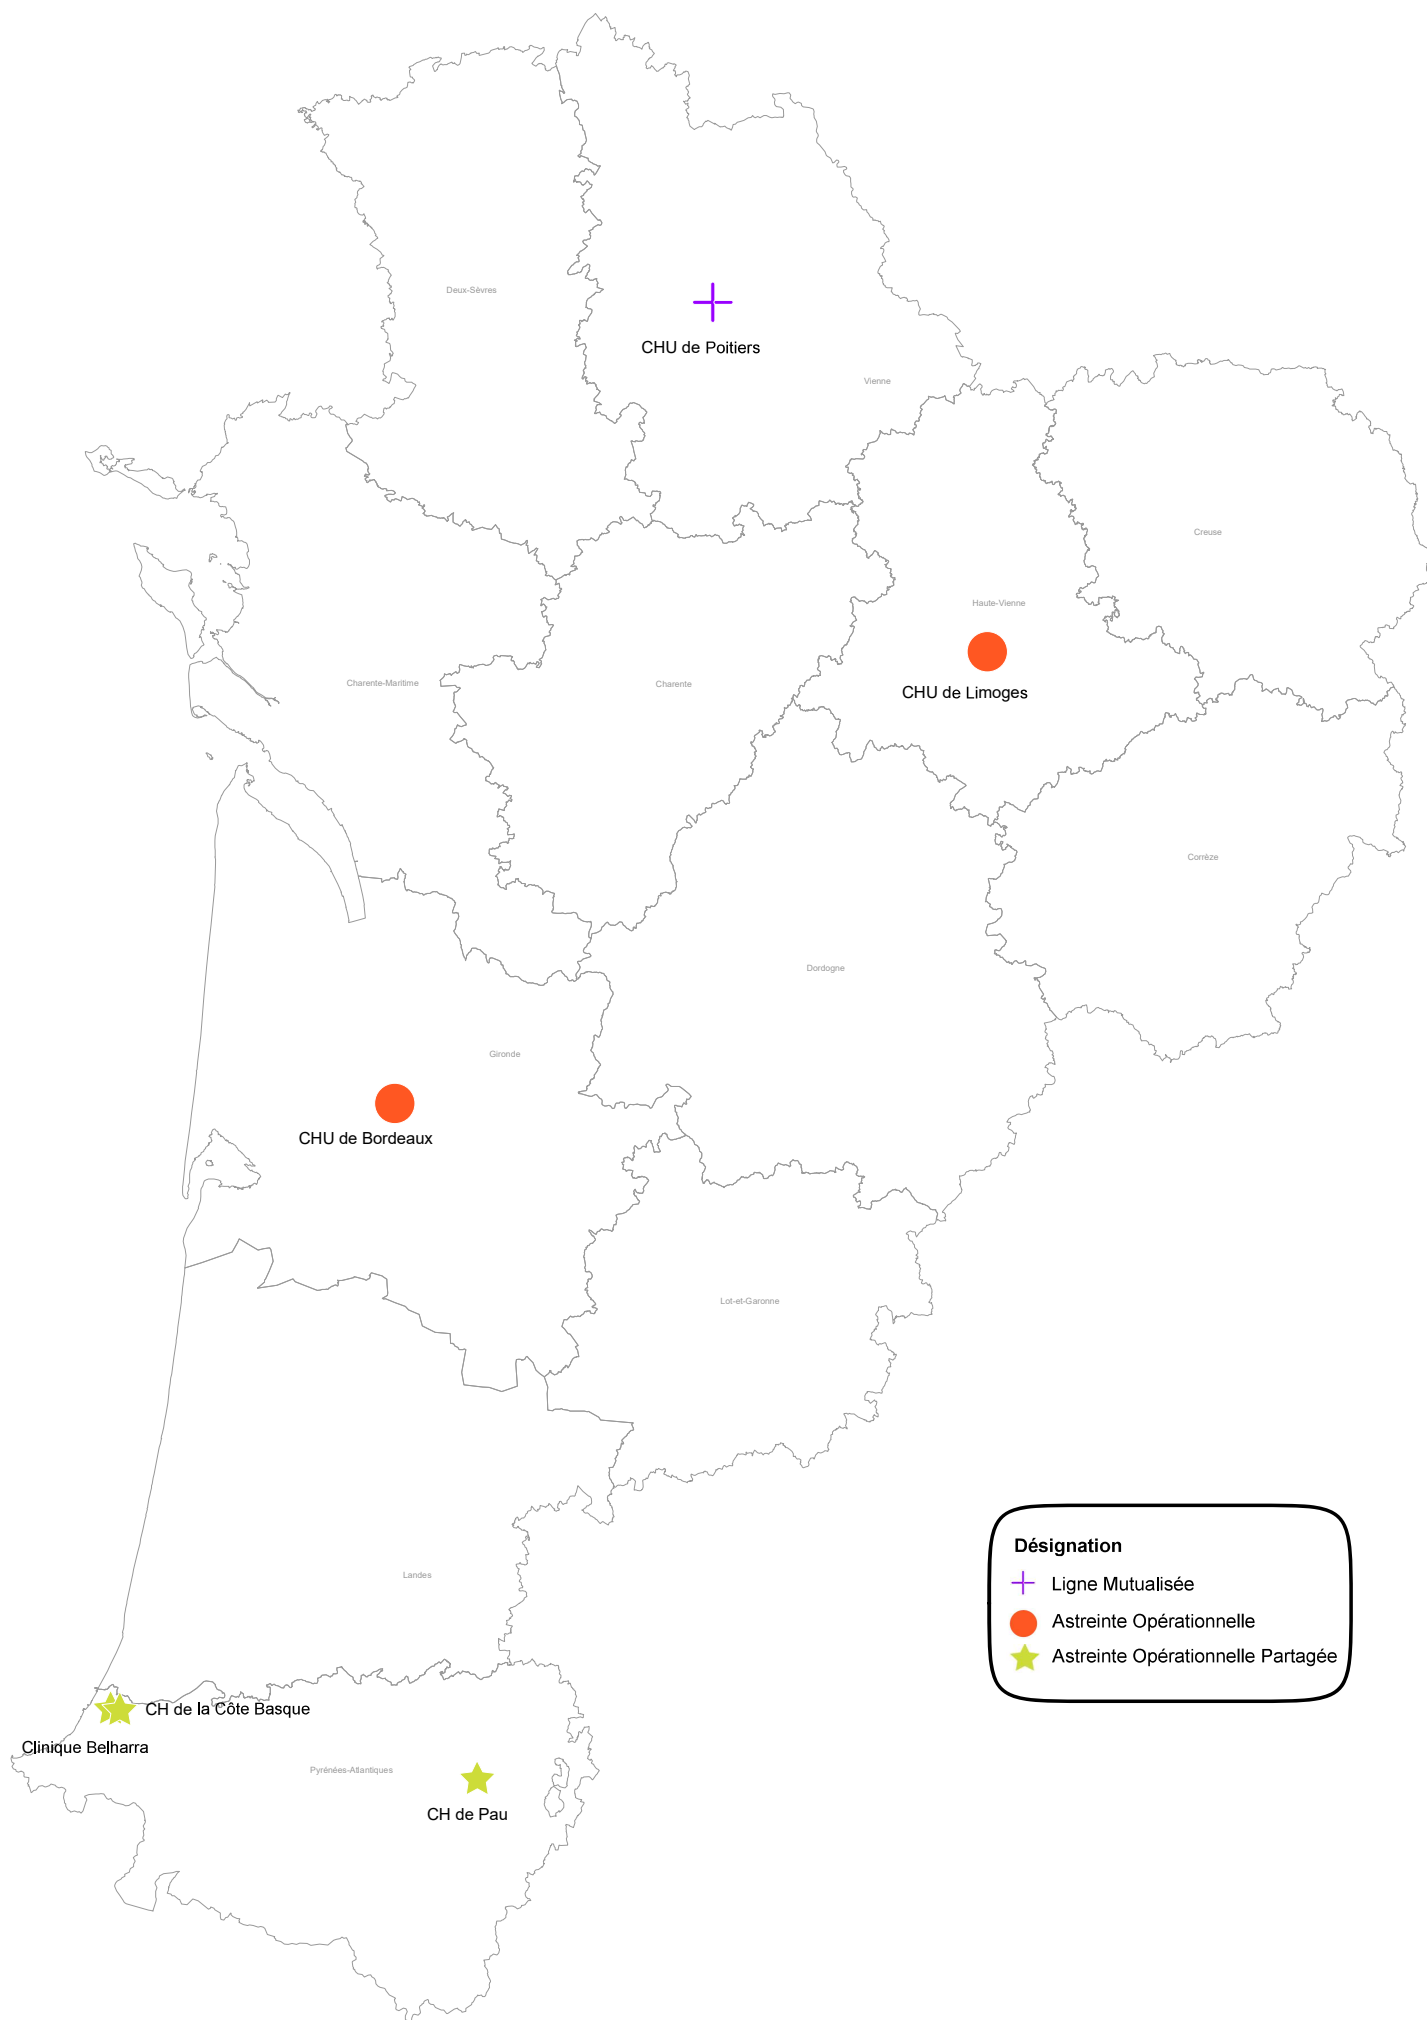 Deux-Sèvres
CHU de Poitiers
Vienne
Creuse
Haute-Vienne
CHU de Limoges
Charente-Maritime
Charente
Corrèze
Dordogne
Gironde
CHU de Bordeaux
Lot-et-Garonne
Landes
Désignation
Ligne Mutualisée
Astreinte Opérationnelle
Astreinte Opérationnelle Partagée
CH de la Côte Basque
Clinique Belharra
Pyrénées-Atlantiques
CH de Pau